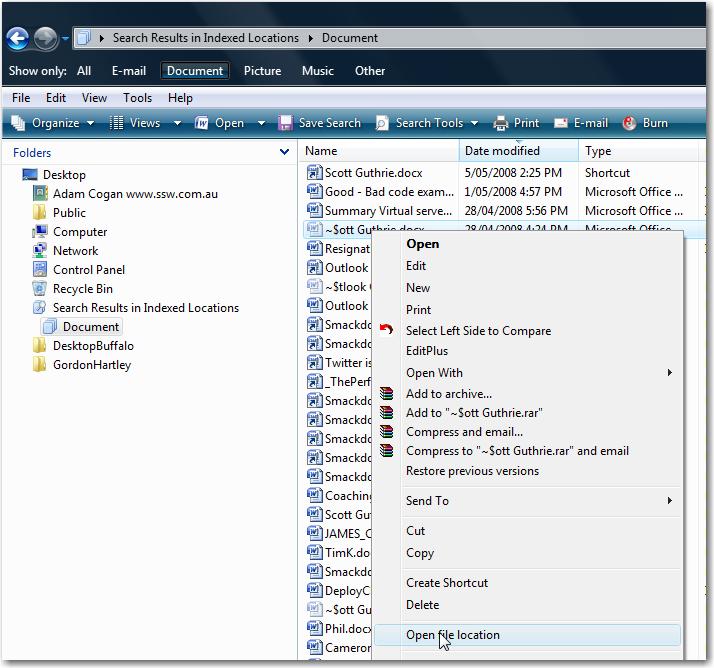 Search Results in Indexed Locations Document
Show only: All E-mail Document Picture Music Other
File Edit View Tools Help
Organize Views Open Save Search Search Tools Print E-mail Burn
Folders
Desktop
Adam Cogan www.ssw.com.au
Public
Computer
Network
Control Panel
Recycle Bin
Search Results in Indexed Locations
Document
DesktopBuffalo
GordonHartley
Name Date modified Type
Scott Guthrie.docx 5/05/2008 2:25 PM Shortcut
Good - Bad code exam... 1/05/2008 4:57 PM Microsoft Office ...
Summary Virtual serve... 28/04/2008 5:56 PM Microsoft Office ...
~$ott Guthrie.docx 28/04/2008 4:24 PM Microsoft Office ...
Resignat
Outlook
~$tlook
Outlook
Smackdo
Smackdo
Twitter is
_ThePerf
Smackdo
Smackdo
Smackdo
Smackdo
Smackdo
Coaching
Scott Gut
JAMES_C
TimK.do
Smackdo
DeployC
~$ott Gu
Phil.docx
Cameron
Open
Edit
New
Print
Select Left Side to Compare
EditPlus
Open With
Add to archive...
Add to "~$ott Guthrie.rar"
Compress and email...
Compress to "~$ott Guthrie.rar" and email
Restore previous versions
Send To
Cut
Copy
Create Shortcut
Delete
Open file location